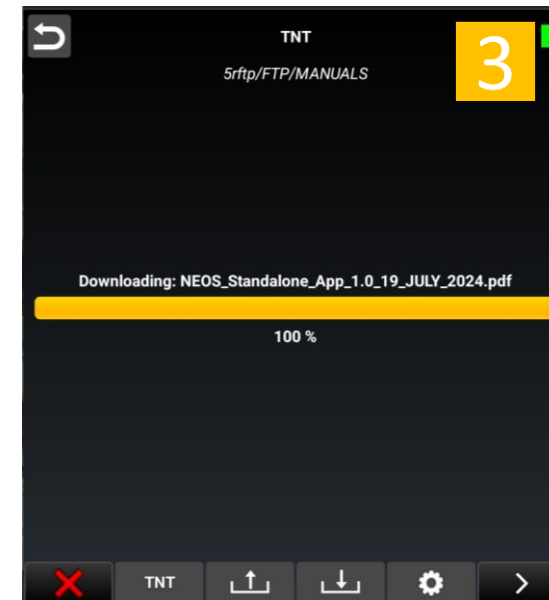 TNT
3
5rftp/FTP/MANUALS
Downloading: NEOS_Standalone_App_1.0_19_JULY_2024.pdf
100 %
TNT